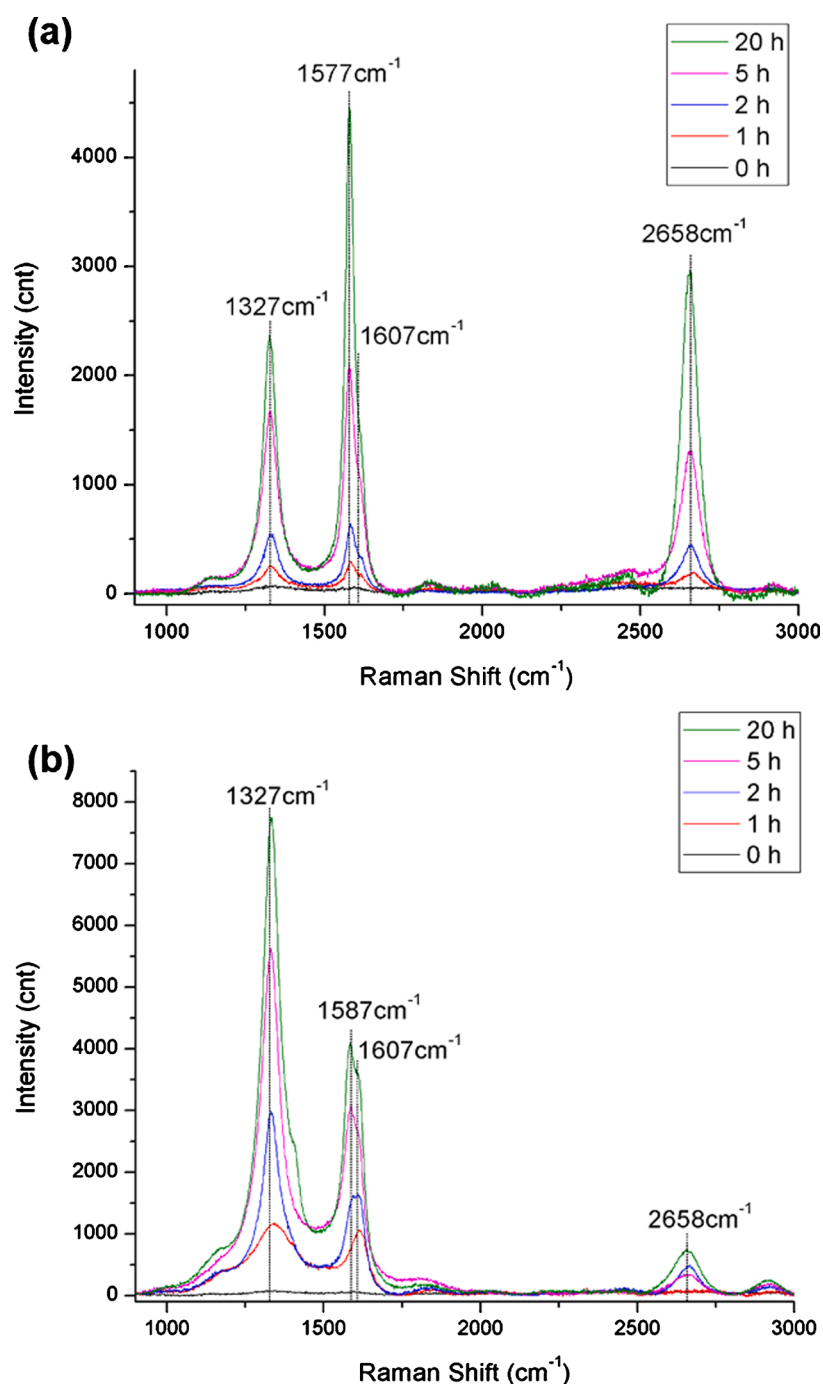 (a)
20 h
5 h
2 h
1 h
0 h
1577cm⁻¹
2658cm⁻¹
1327cm⁻¹
1607cm⁻¹
4000
3000
2000
1000
0
Intensity (cnt)
1000
1500
2000
2500
3000
Raman Shift (cm⁻¹)
(b)
20 h
5 h
2 h
1 h
0 h
1327cm⁻¹
1587cm⁻¹
1607cm⁻¹
2658cm⁻¹
8000
7000
6000
5000
4000
3000
2000
1000
0
Intensity (cnt)
1000
1500
2000
2500
3000
Raman Shift (cm⁻¹)